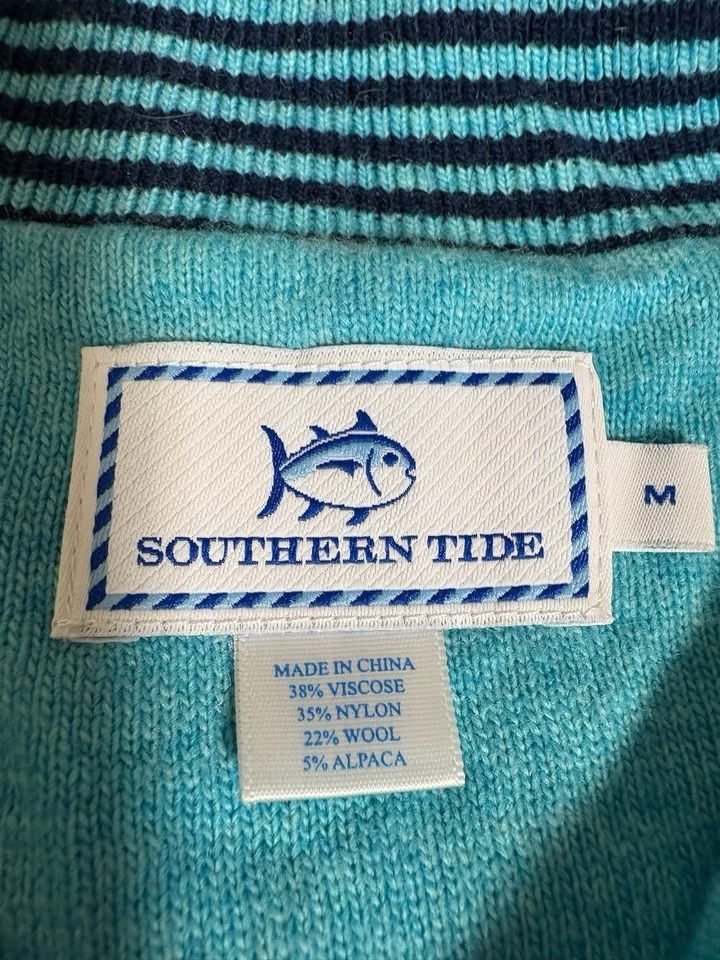 SOUTHERN TIDE
M
MADE IN CHINA
38% VISCOSE
35% NYLON
22% WOOL
5% ALPACA